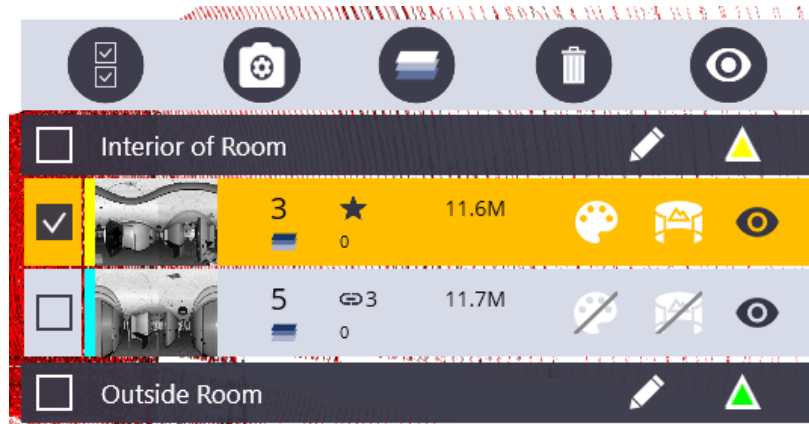 Interior of Room
3 11.6M
0
5 3 11.7M
0
Outside Room